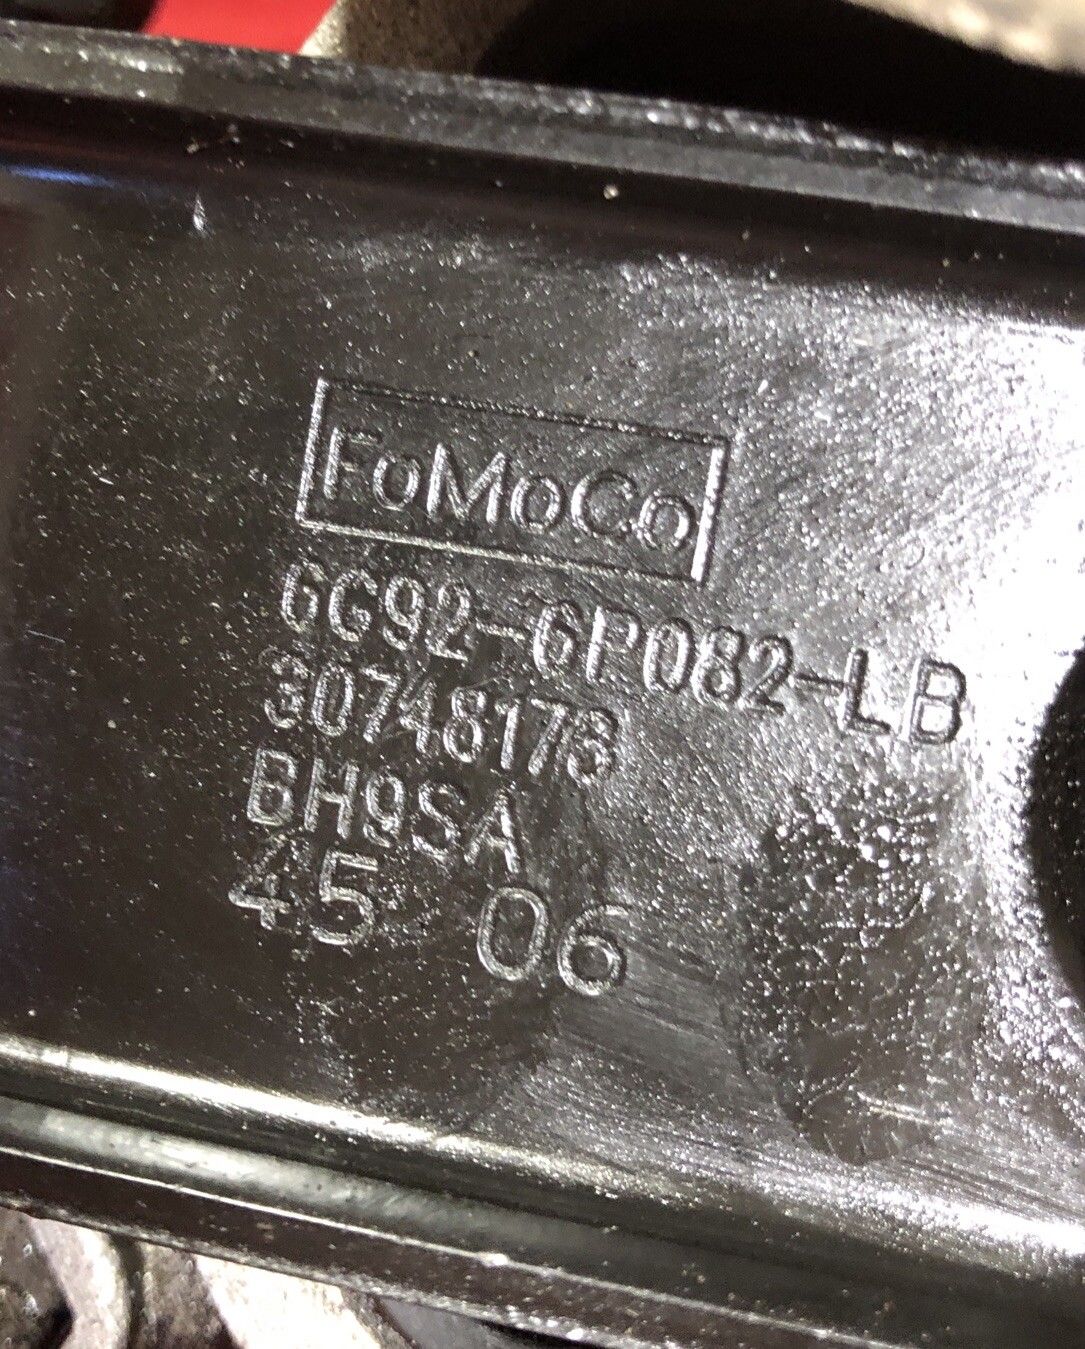 FoMoCo
6G92-6P082-LB
30748173
BH9SA
45 06